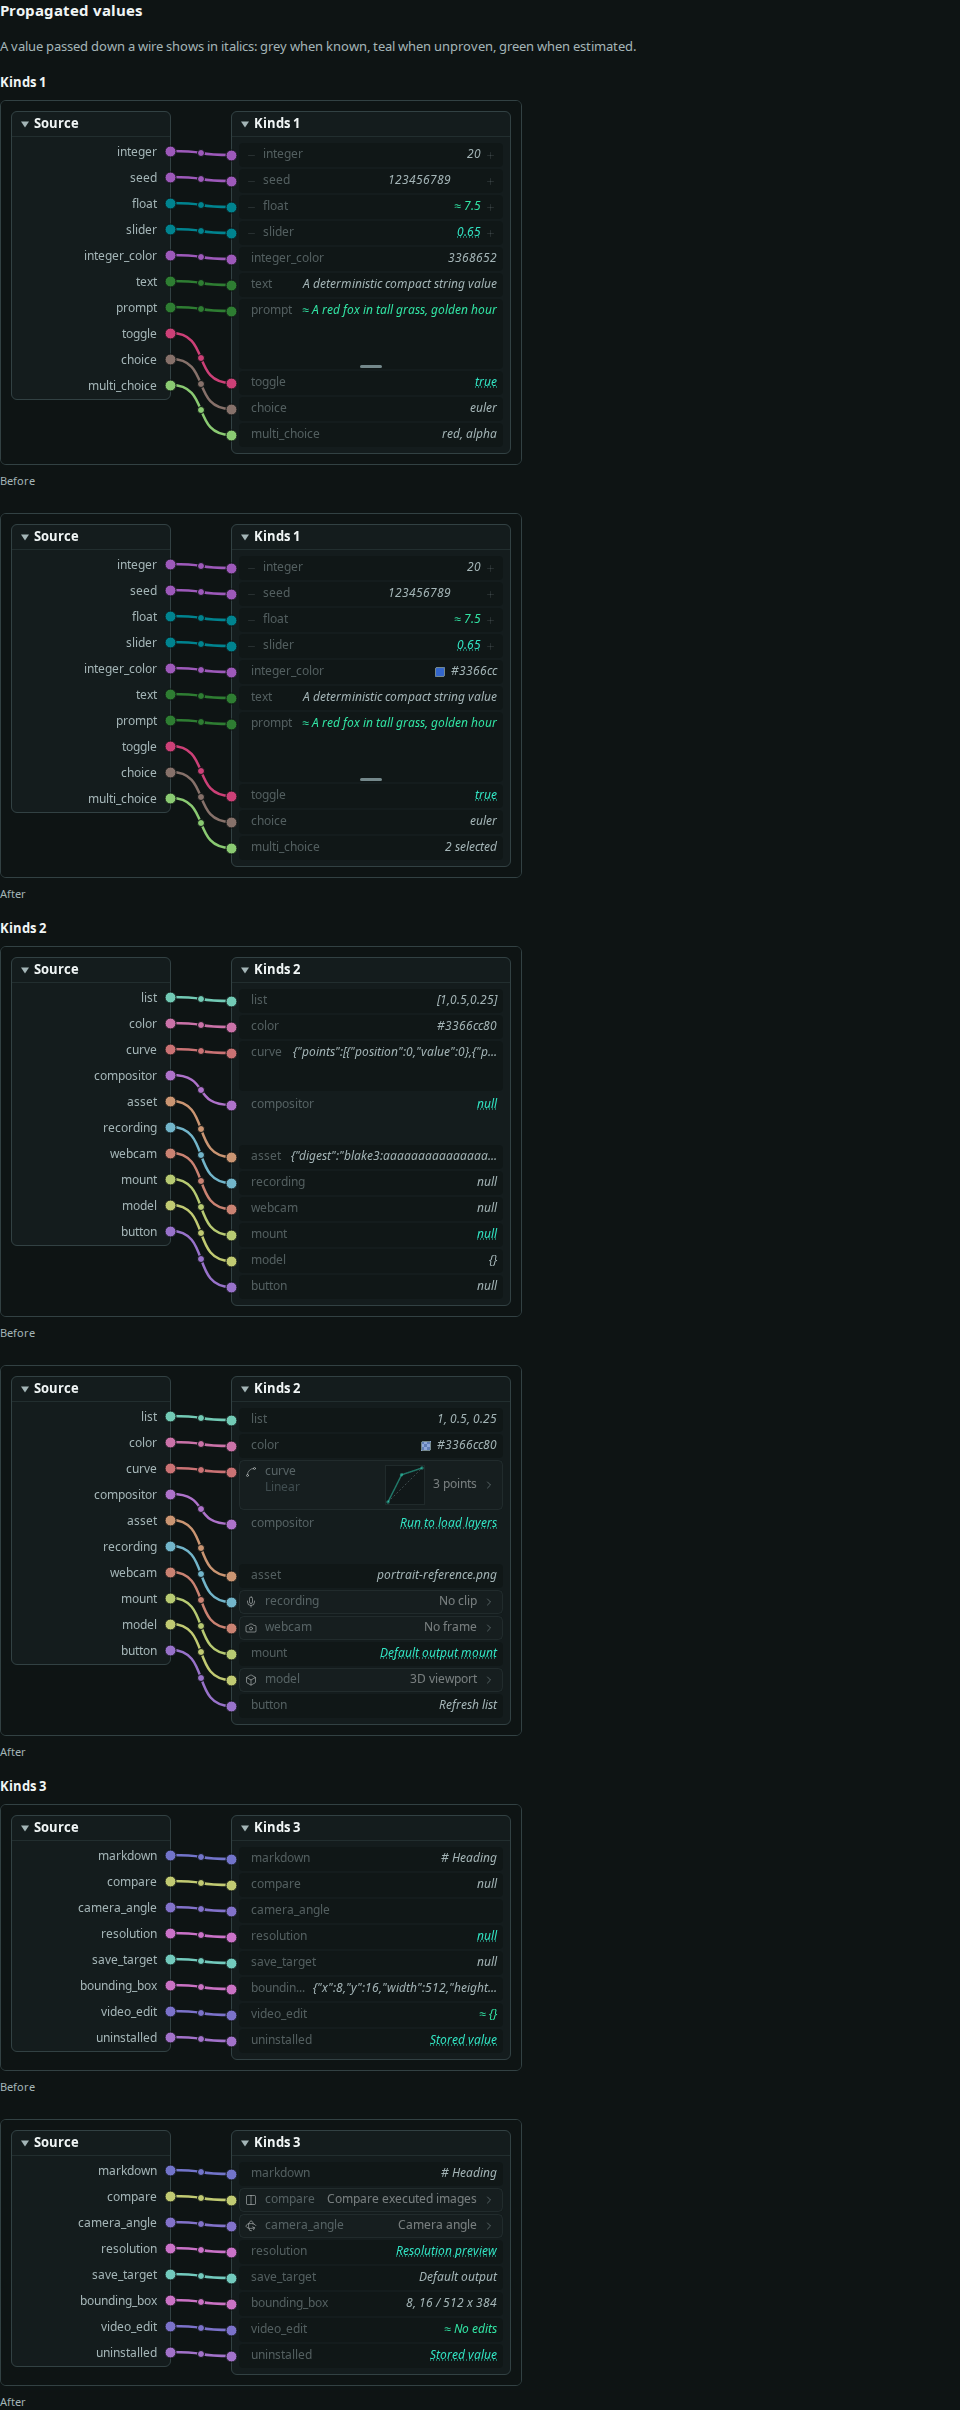 Propagated values
A value passed down a wire shows in italics: grey when known, teal when unproven, green when estimated.
Kinds 1
Source
integer
seed
float
slider
integer_color
text
prompt
toggle
choice
multi_choice
Kinds 1
− integer 20 +
− seed 123456789 +
− float ≈ 7.5 +
− slider 0.65 +
integer_color 3368652
text A deterministic compact string value
prompt ≈ A red fox in tall grass, golden hour
toggle true
choice euler
multi_choice red, alpha
Before
Source
integer
seed
float
slider
integer_color
text
prompt
toggle
choice
multi_choice
Kinds 1
− integer 20 +
− seed 123456789 +
− float ≈ 7.5 +
− slider 0.65 +
integer_color #3366cc
text A deterministic compact string value
prompt ≈ A red fox in tall grass, golden hour
toggle true
choice euler
multi_choice 2 selected
After
Kinds 2
Source
list
color
curve
compositor
asset
recording
webcam
mount
model
button
Kinds 2
list [1,0.5,0.25]
color #3366cc80
curve {"points":[{"position":0,"value":0},{"p...
compositor null
asset {"digest":"blake3:aaaaaaaaaaaaaaa...
recording null
webcam null
mount null
model {}
button null
Before
Source
list
color
curve
compositor
asset
recording
webcam
mount
model
button
Kinds 2
list 1, 0.5, 0.25
color #3366cc80
curve
Linear
3 points
compositor Run to load layers
asset portrait-reference.png
recording No clip
webcam No frame
mount Default output mount
model 3D viewport
button Refresh list
After
Kinds 3
Source
markdown
compare
camera_angle
resolution
save_target
bounding_box
video_edit
uninstalled
Kinds 3
markdown # Heading
compare null
camera_angle
resolution null
save_target null
boundin... {"x":8,"y":16,"width":512,"height...
video_edit ≈ {}
uninstalled Stored value
Before
Source
markdown
compare
camera_angle
resolution
save_target
bounding_box
video_edit
uninstalled
Kinds 3
markdown # Heading
compare Compare executed images
camera_angle Camera angle
resolution Resolution preview
save_target Default output
bounding_box 8, 16 / 512 x 384
video_edit ≈ No edits
uninstalled Stored value
After